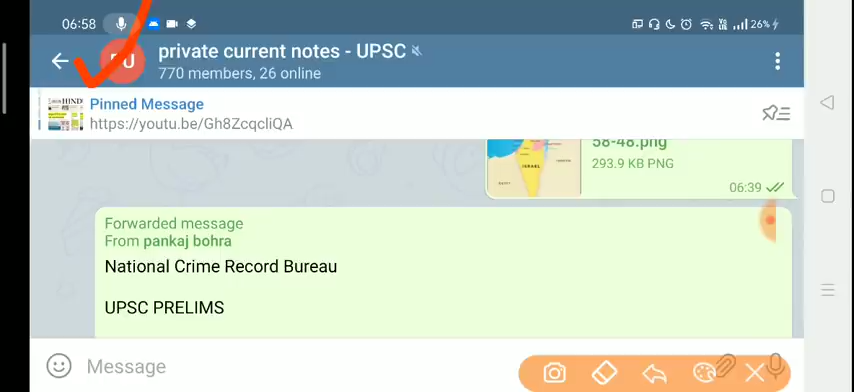 06:58
26%
private current notes - UPSC
770 members, 26 online
HIND
Pinned Message
https://youtu.be/Gh8ZcqcliQA
58-48.png
293.9 KB PNG
ISRAEL
06:39
Forwarded message
From pankaj bohra
National Crime Record Bureau
UPSC PRELIMS
Message